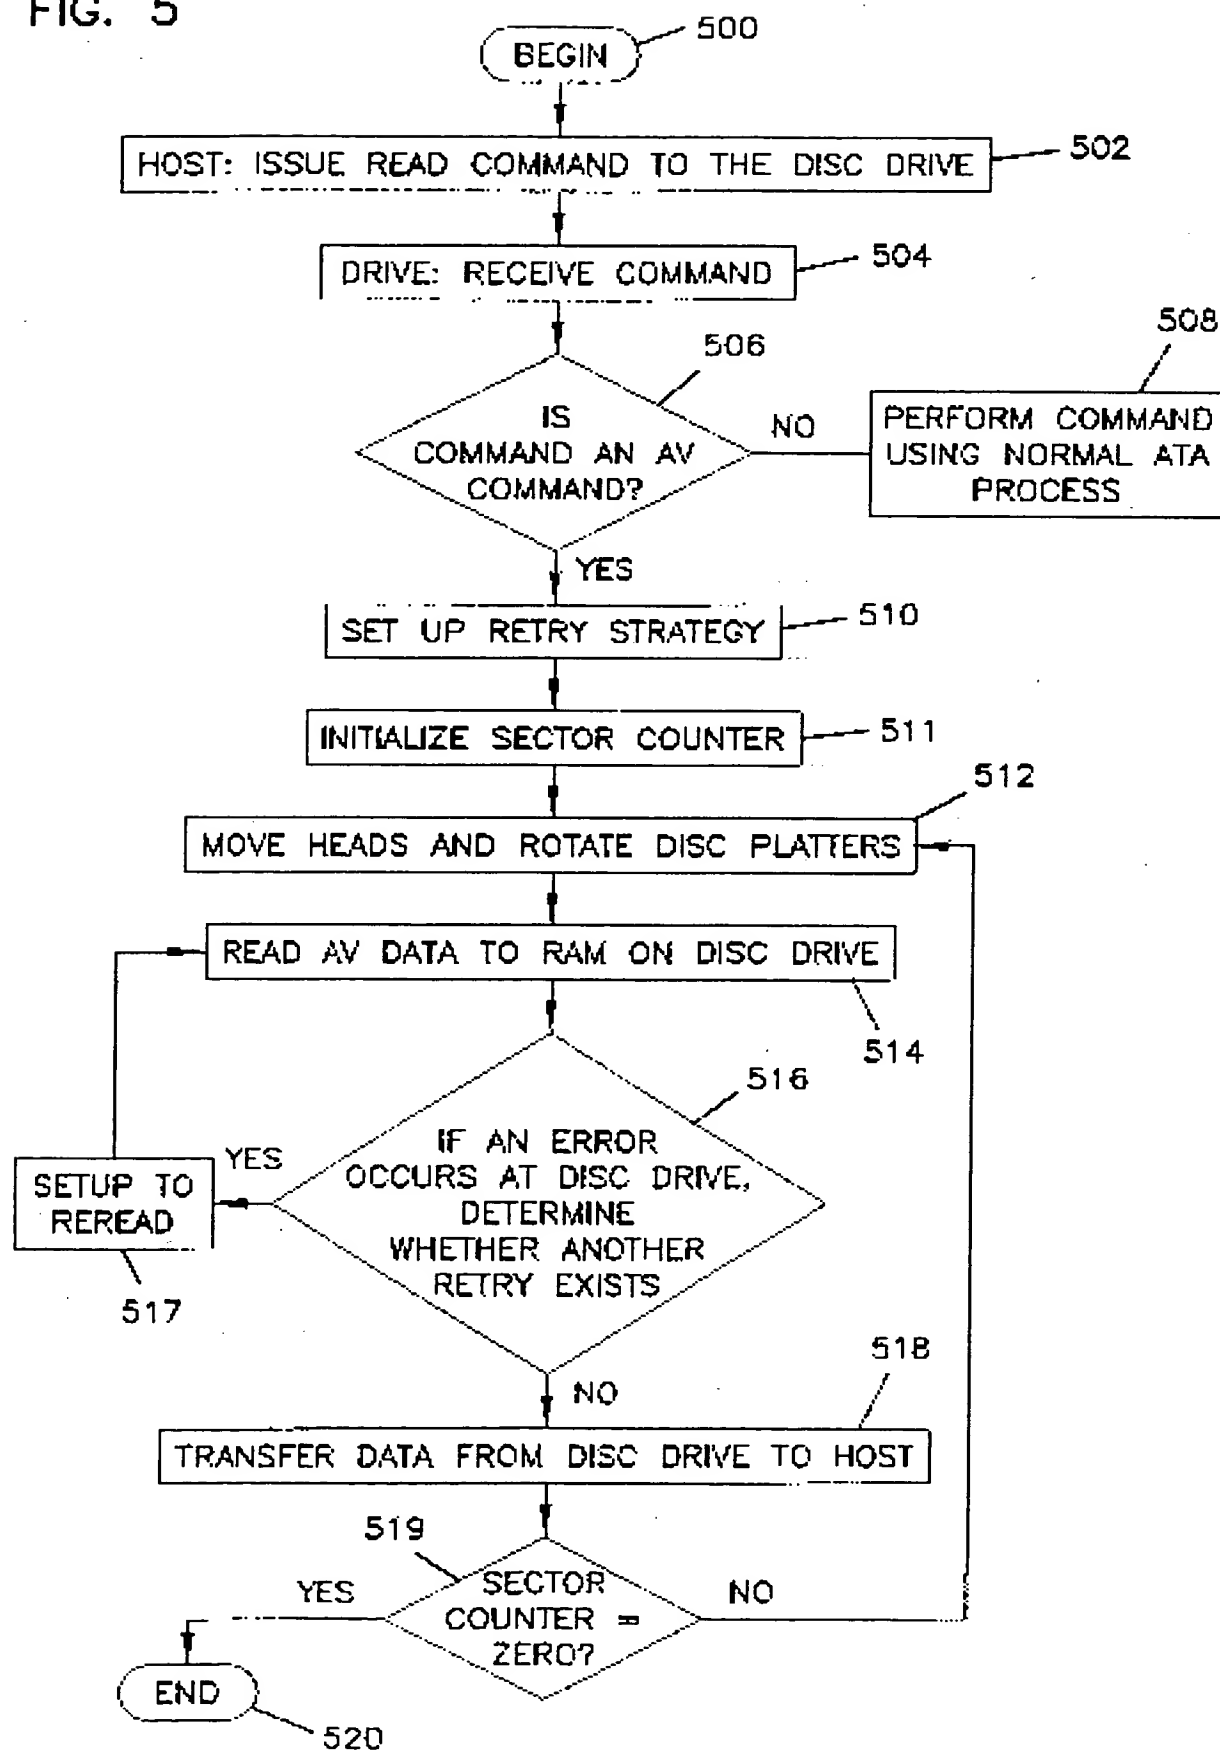 FIG. 5
500
BEGIN
HOST: ISSUE READ COMMAND TO THE DISC DRIVE
502
DRIVE: RECEIVE COMMAND
504
506
508
IS
COMMAND AN AV
COMMAND?
NO
PERFORM COMMAND
USING NORMAL ATA
PROCESS
YES
SET UP RETRY STRATEGY
510
INITIALIZE SECTOR COUNTER
511
512
MOVE HEADS AND ROTATE DISC PLATTERS
READ AV DATA TO RAM ON DISC DRIVE
514
516
IF AN ERROR
OCCURS AT DISC DRIVE,
DETERMINE
WHETHER ANOTHER
RETRY EXISTS
YES
SETUP TO
REREAD
517
NO
518
TRANSFER DATA FROM DISC DRIVE TO HOST
519
SECTOR
COUNTER =
ZERO?
YES
NO
END
520